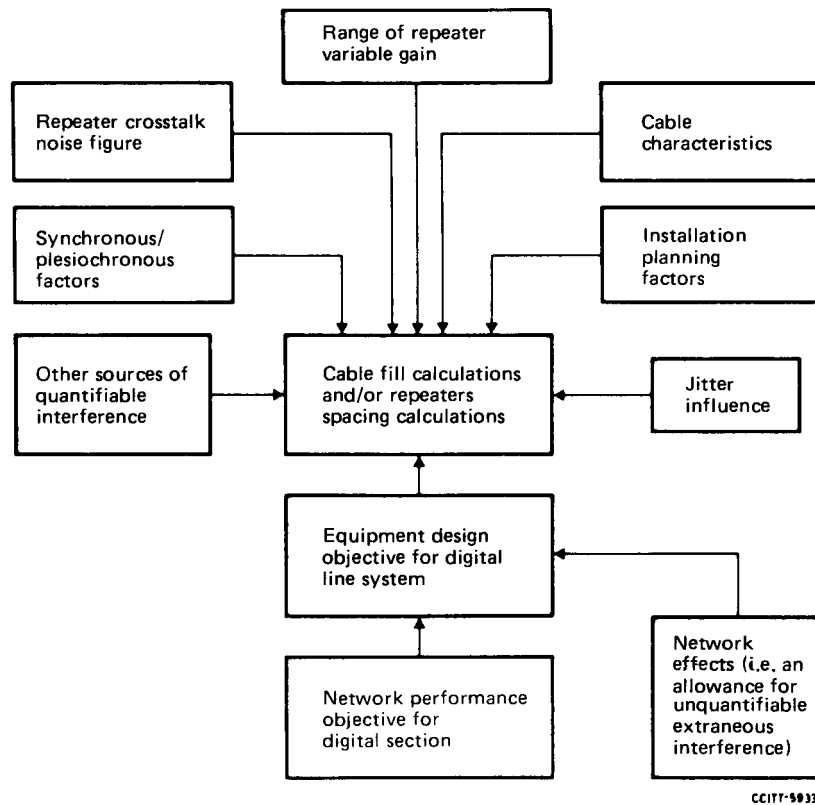 Range of repeater
variable gain
Repeater crosstalk
noise figure
Cable
characteristics
Synchronous/
plesiochronous
factors
Installation
planning
factors
Other sources of
quantifiable
interference
Cable fill calculations
and/or repeaters
spacing calculations
Jitter
influence
Equipment design
objective for digital
line system
Network performance
objective for
digital section
Network
effects (i.e. an
allowance for
unquantifiable
extraneous
interference)